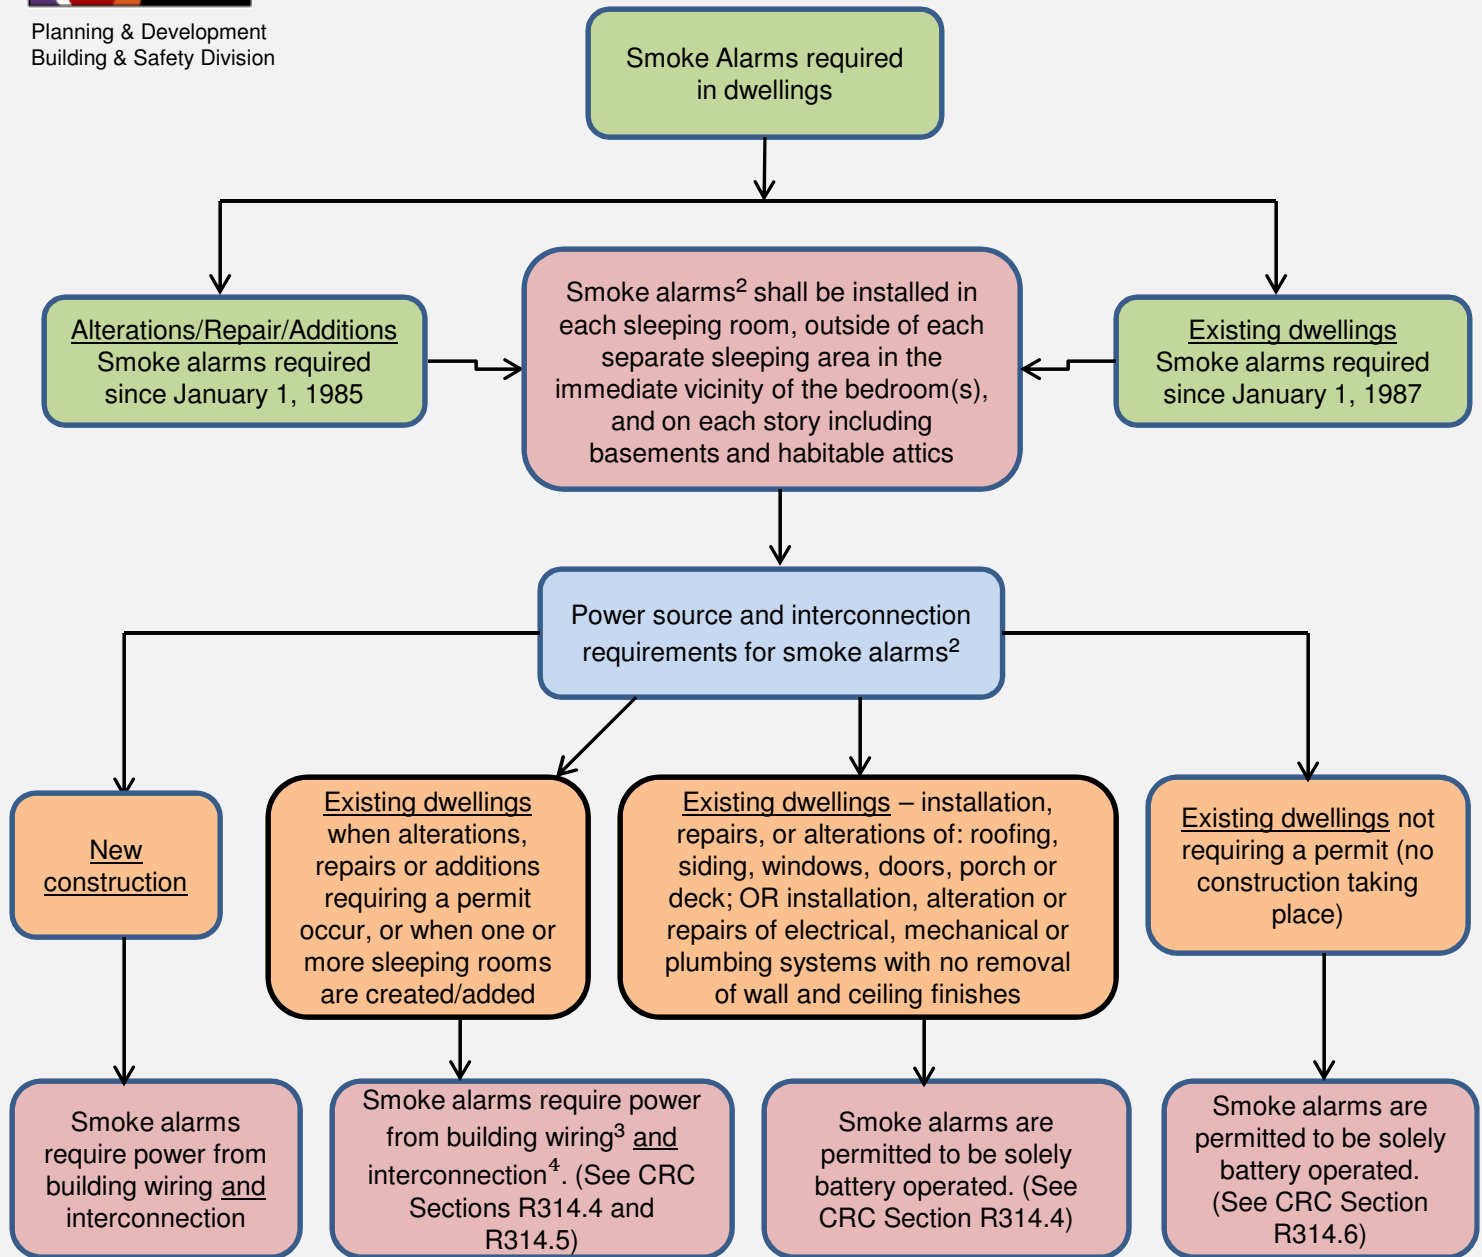 Planning & Development
Building & Safety Division
Smoke Alarms required
in dwellings
Alterations/Repair/Additions
Smoke alarms required
since January 1, 1985
Smoke alarms² shall be installed in
each sleeping room, outside of each
separate sleeping area in the
immediate vicinity of the bedroom(s),
and on each story including
basements and habitable attics
Existing dwellings
Smoke alarms required
since January 1, 1987
Power source and interconnection
requirements for smoke alarms²
New
construction
Existing dwellings
when alterations,
repairs or additions
requiring a permit
occur, or when one or
more sleeping rooms
are created/added
Existing dwellings – installation,
repairs, or alterations of: roofing,
siding, windows, doors, porch or
deck; OR installation, alteration or
repairs of electrical, mechanical or
plumbing systems with no removal
of wall and ceiling finishes
Existing dwellings not
requiring a permit (no
construction taking
place)
Smoke alarms
require power from
building wiring and
interconnection
Smoke alarms require power
from building wiring³ and
interconnection⁴. (See CRC
Sections R314.4 and
R314.5)
Smoke alarms are
permitted to be solely
battery operated. (See
CRC Section R314.4)
Smoke alarms are
permitted to be solely
battery operated.
(See CRC Section
R314.6)